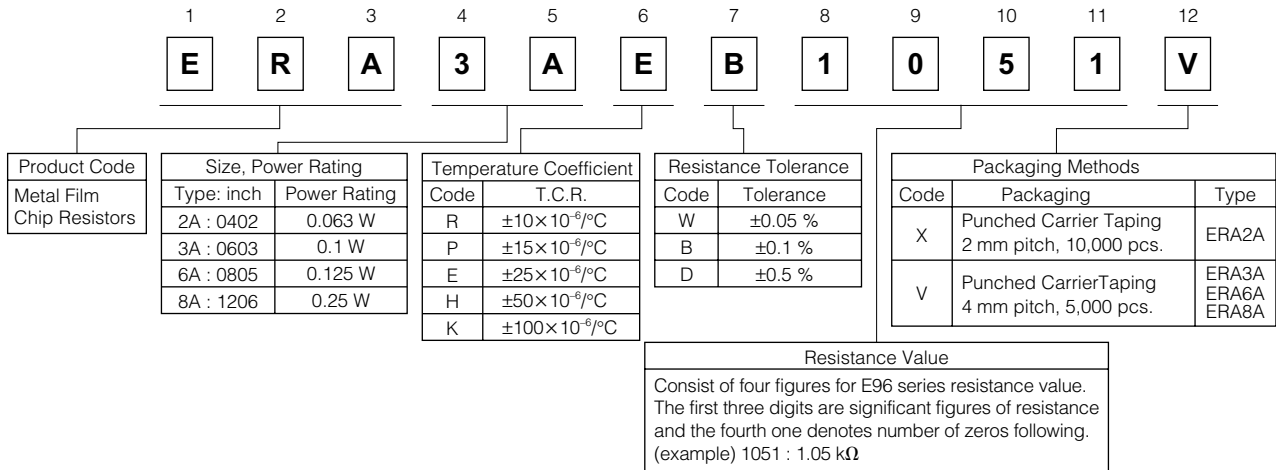 1 2 3 4 5 6 7 8 9 10 11 12
E R A 3 A E B 1 0 5 1 V
Product Code
Metal Film
Chip Resistors
Size, Power Rating
Type: inch Power Rating
2A : 0402 0.063 W
3A : 0603 0.1 W
6A : 0805 0.125 W
8A : 1206 0.25 W
Temperature Coefficient
Code T.C.R.
R ±10×10⁻⁶/°C
P ±15×10⁻⁶/°C
E ±25×10⁻⁶/°C
H ±50×10⁻⁶/°C
K ±100×10⁻⁶/°C
Resistance Tolerance
Code Tolerance
W ±0.05 %
B ±0.1 %
D ±0.5 %
Packaging Methods
Code Packaging Type
X Punched Carrier Taping
2 mm pitch, 10,000 pcs. ERA2A
V Punched CarrierTaping
4 mm pitch, 5,000 pcs.
ERA3A
ERA6A
ERA8A
Resistance Value
Consist of four figures for E96 series resistance value.
The first three digits are significant figures of resistance
and the fourth one denotes number of zeros following.
(example) 1051 : 1.05 kΩ